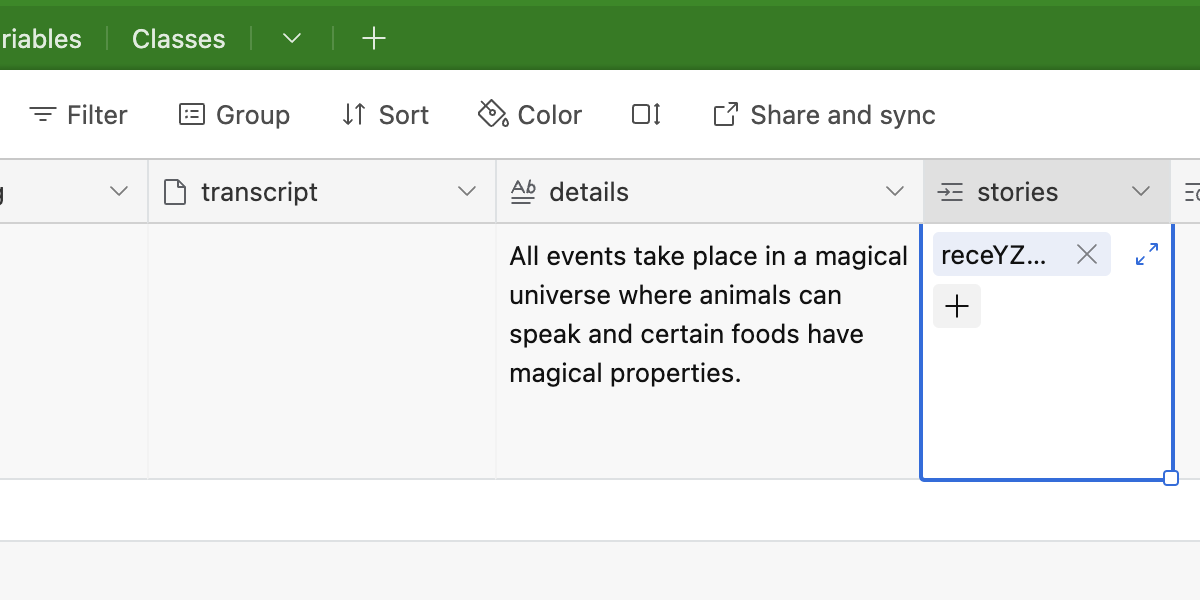 riables
Classes
Filter
Group
Sort
Color
Share and sync
transcript
details
stories
All events take place in a magical
universe where animals can
speak and certain foods have
magical properties.
receYZ...